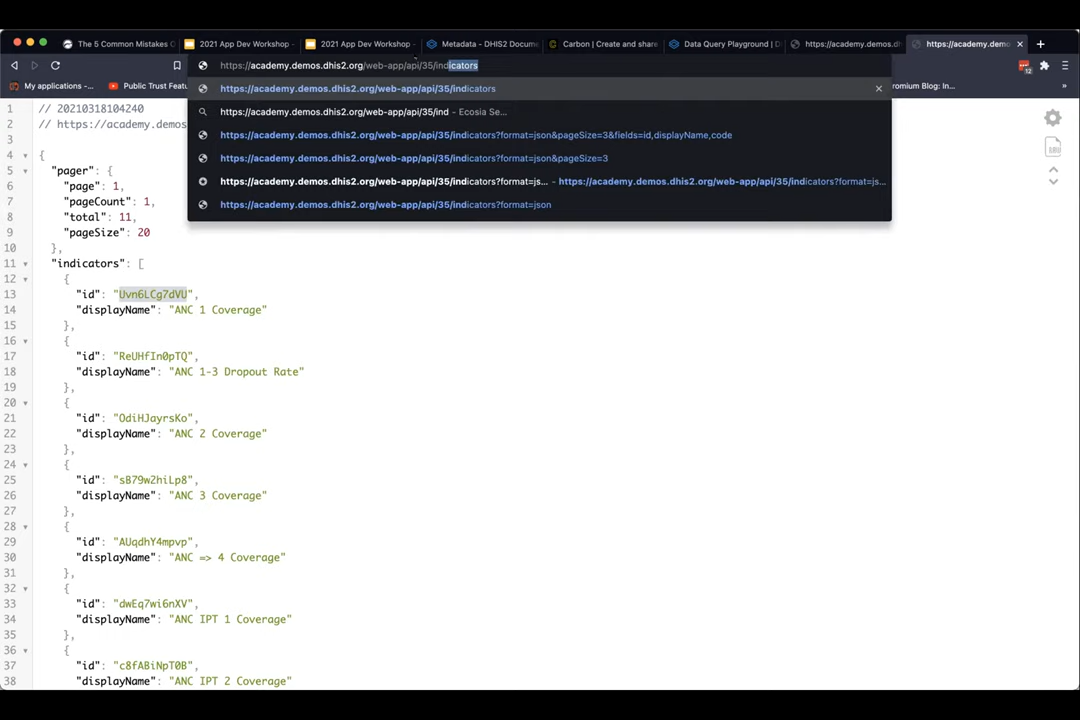 The 5 Common Mistakes O
2021 App Dev Workshop -
2021 App Dev Workshop -
Metadata - DHIS2 Docume
Carbon | Create and share
Data Query Playground | D
https://academy.demos.dh
https://academy.demo
https://academy.demos.dhis2.org/web-app/api/35/indicators
12
My applications -...
Public Trust Featu
romium Blog: In...
https://academy.demos.dhis2.org/web-app/api/35/indicators
https://academy.demos.dhis2.org/web-app/api/35/ind – Ecosia Se...
https://academy.demos.dhis2.org/web-app/api/35/indicators?format=json&pageSize=3&fields=id,displayName,code
https://academy.demos.dhis2.org/web-app/api/35/indicators?format=json&pageSize=3
https://academy.demos.dhis2.org/web-app/api/35/indicators?format=js... – https://academy.demos.dhis2.org/web-app/api/35/indicators?format=js...
https://academy.demos.dhis2.org/web-app/api/35/indicators?format=json
1 // 20210318104240
2 // https://academy.demos
3
4 {
5 "pager": {
6 "page": 1,
7 "pageCount": 1,
8 "total": 11,
9 "pageSize": 20
10 },
11 "indicators": [
12 {
13 "id": "Uvn6LCg7dVU",
14 "displayName": "ANC 1 Coverage"
15 },
16 {
17 "id": "ReUHfIn0pTQ",
18 "displayName": "ANC 1-3 Dropout Rate"
19 },
20 {
21 "id": "OdiHJayrsKo",
22 "displayName": "ANC 2 Coverage"
23 },
24 {
25 "id": "sB79w2hiLp8",
26 "displayName": "ANC 3 Coverage"
27 },
28 {
29 "id": "AUqdhY4mpvp",
30 "displayName": "ANC => 4 Coverage"
31 },
32 {
33 "id": "dwEq7wi6nXV",
34 "displayName": "ANC IPT 1 Coverage"
35 },
36 {
37 "id": "c8fABiNpT0B",
38 "displayName": "ANC IPT 2 Coverage"